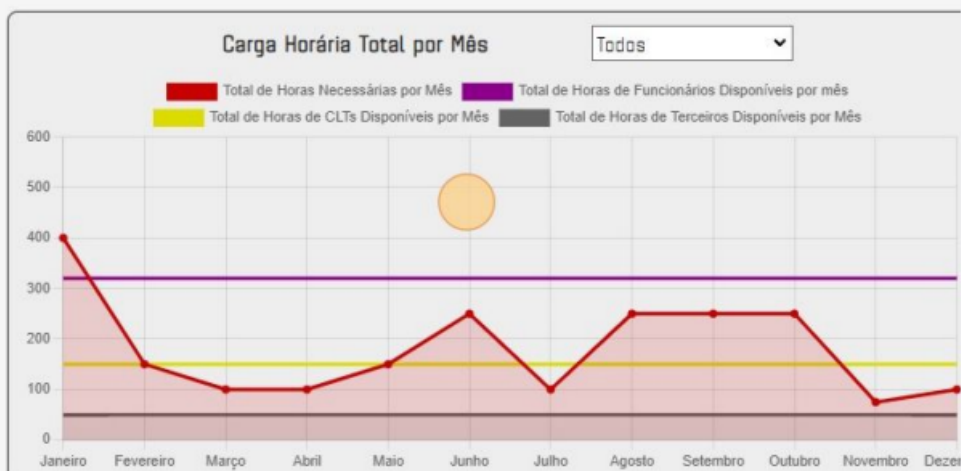 Carga Horária Total por Mês
Todos
Total de Horas Necessárias por Mês Total de Horas de Funcionários Disponíveis por mês
Total de Horas de CLTs Disponíveis por Mês Total de Horas de Terceiros Disponíveis por Mês
600
500
400
300
200
100
0
Janeiro Fevereiro Março Abril Maio Junho Julho Agosto Setembro Outubro Novembro Dezem